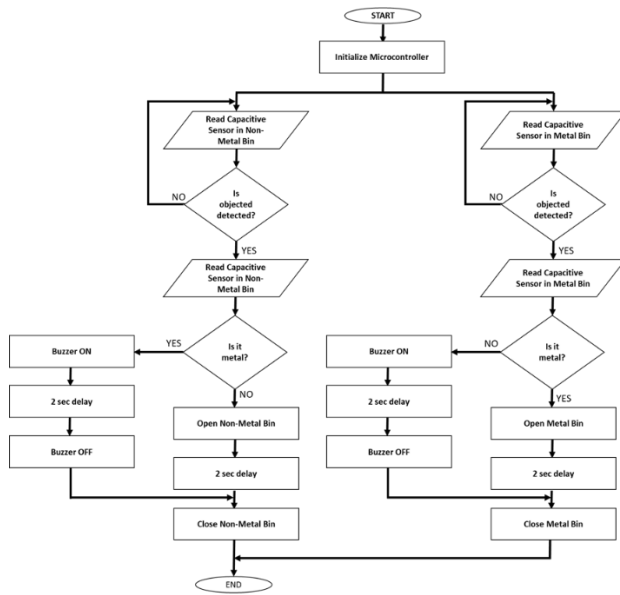 START
Initialize Microcontroller
Read Capacitive
Sensor in Non-
Metal Bin
Is
objected
detected?
NO
YES
Read Capacitive
Sensor in Non-
Metal Bin
Is it
metal?
YES
NO
Buzzer ON
2 sec delay
Buzzer OFF
Open Non-Metal Bin
2 sec delay
Close Non-Metal Bin
Read Capacitive
Sensor in Metal Bin
Is
objected
detected?
NO
YES
Read Capacitive
Sensor in Metal Bin
Is it
metal?
NO
YES
Buzzer ON
2 sec delay
Buzzer OFF
Open Metal Bin
2 sec delay
Close Metal Bin
END